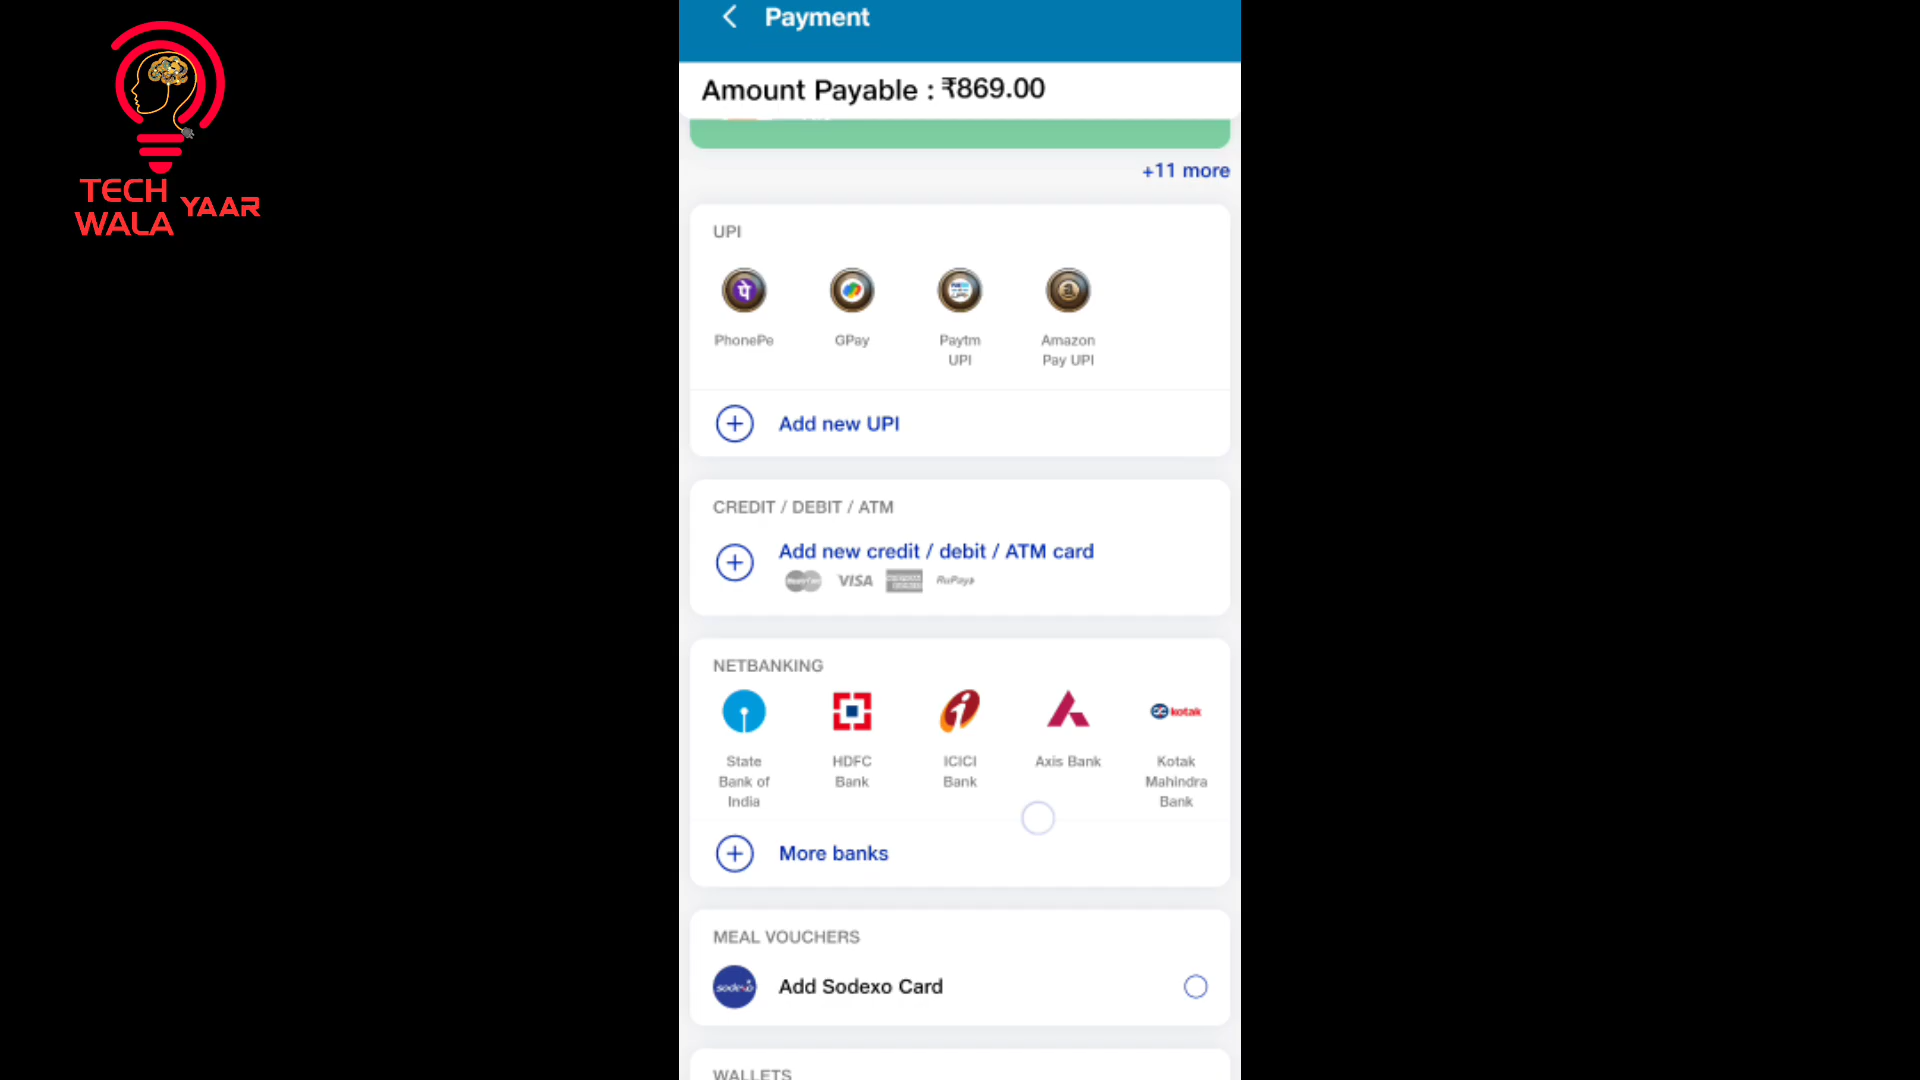 TECH
WALA YAAR
Payment
Amount Payable : ₹869.00
+11 more
UPI
पे
PhonePe GPay Paytm UPI Amazon Pay UPI
Add new UPI
CREDIT / DEBIT / ATM
Add new credit / debit / ATM card
VISA RuPay
NETBANKING
kotak
State Bank of India HDFC Bank ICICI Bank Axis Bank Kotak Mahindra Bank
More banks
MEAL VOUCHERS
sodexo
Add Sodexo Card
WALLETS